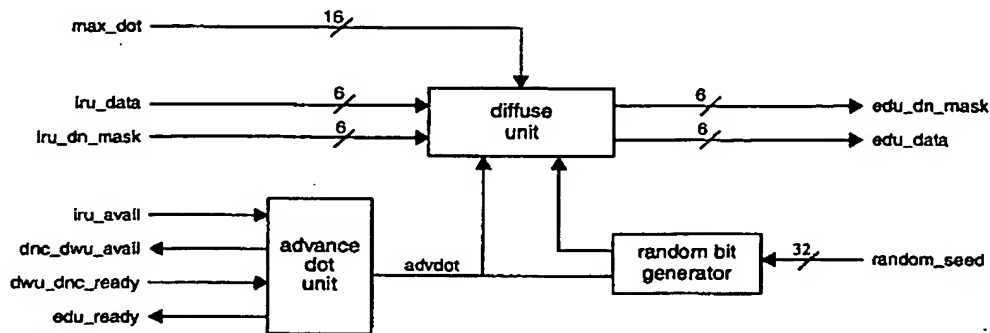 max_dot
16
iru_data
6
iru_dn_mask
6
diffuse
unit
6
edu_dn_mask
6
edu_data
iru_avail
dnc_dwu_avail
dwu_dnc_ready
edu_ready
advance
dot
unit
advdot
random bit
generator
32
random_seed